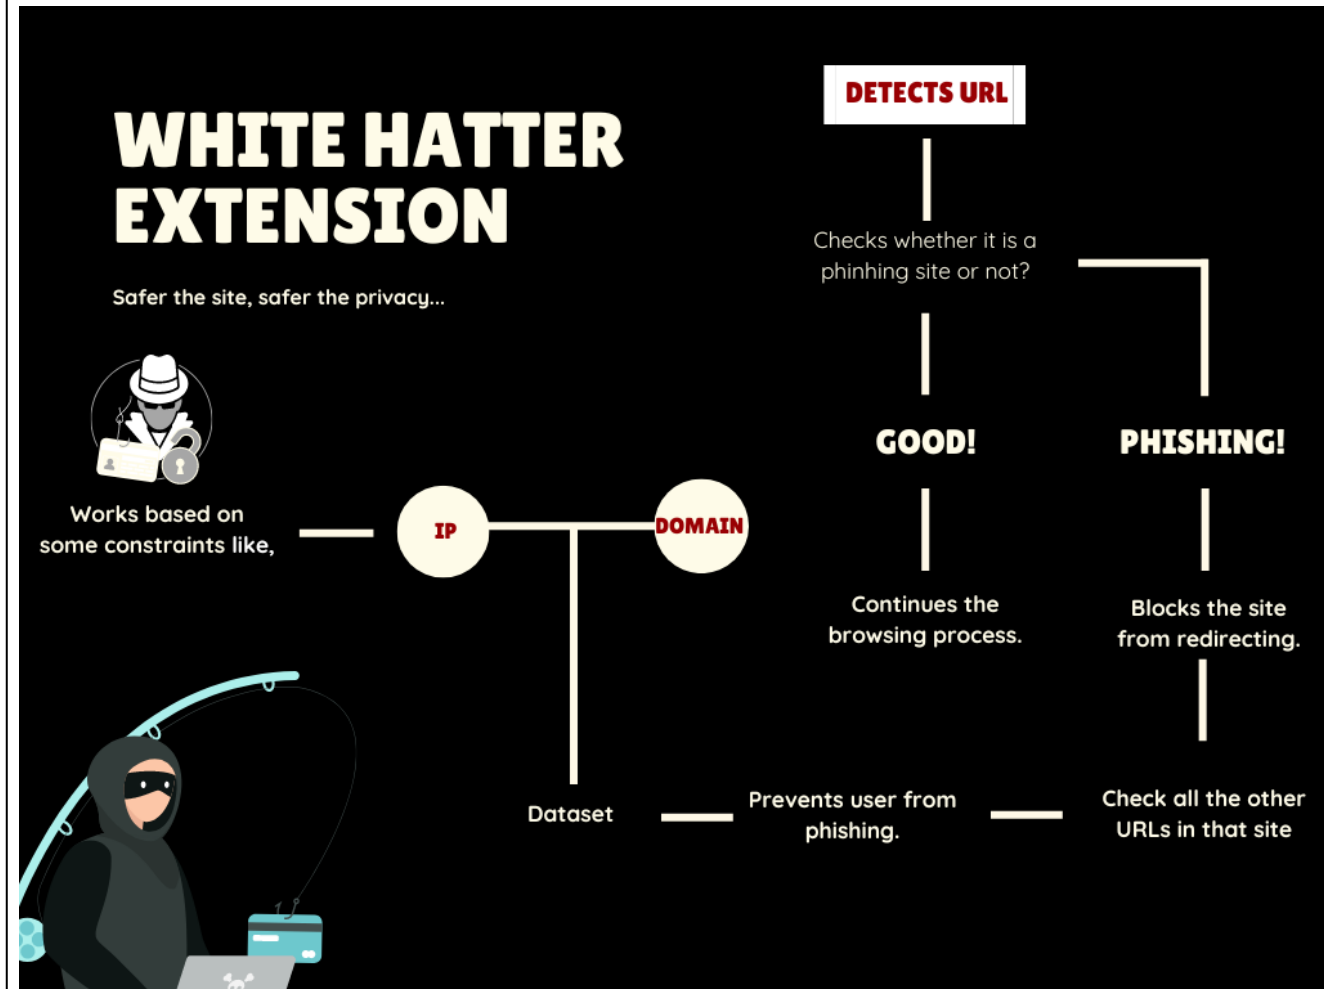 WHITE HATTER
EXTENSION
Safer the site, safer the privacy...
Works based on
some constraints like,
IP
DOMAIN
DETECTS URL
Checks whether it is a
phinhing site or not?
GOOD!
PHISHING!
Continues the
browsing process.
Blocks the site
from redirecting.
Dataset
Prevents user from
phishing.
Check all the other
URLs in that site